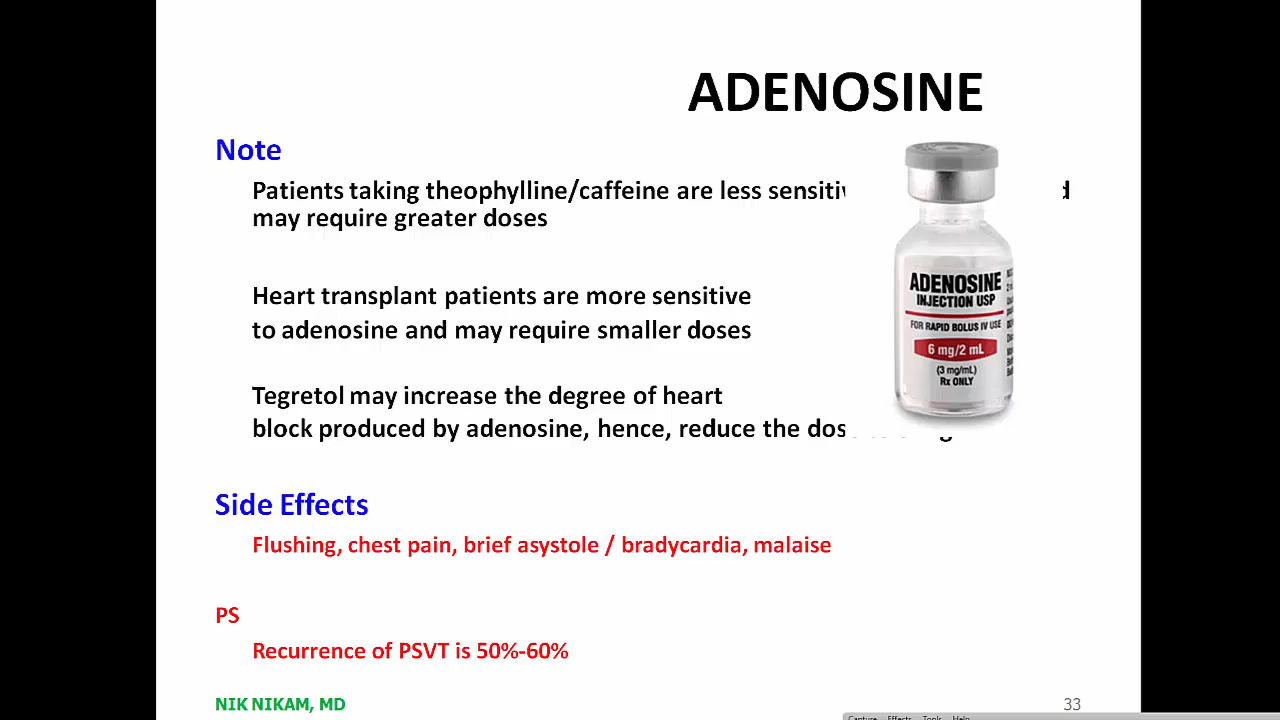 ADENOSINE
Note
Patients taking theophylline/caffeine are less
may require greater doses
Heart transplant patients are more sensitive
to adenosine and may require smaller doses
Tegretol may increase the degree of heart
block produced by adenosine, hence, reduce the
ADENOSINE
INJECTION USP
FOR RAPID BOLUS IV USE
6 mg/2 mL
(3 mg/mL)
Rx ONLY
Side Effects
Flushing, chest pain, brief asystole / bradycardia, malaise
PS
Recurrence of PSVT is 50%-60%
NIK NIKAM, MD
33
Capture Effects Tools Help